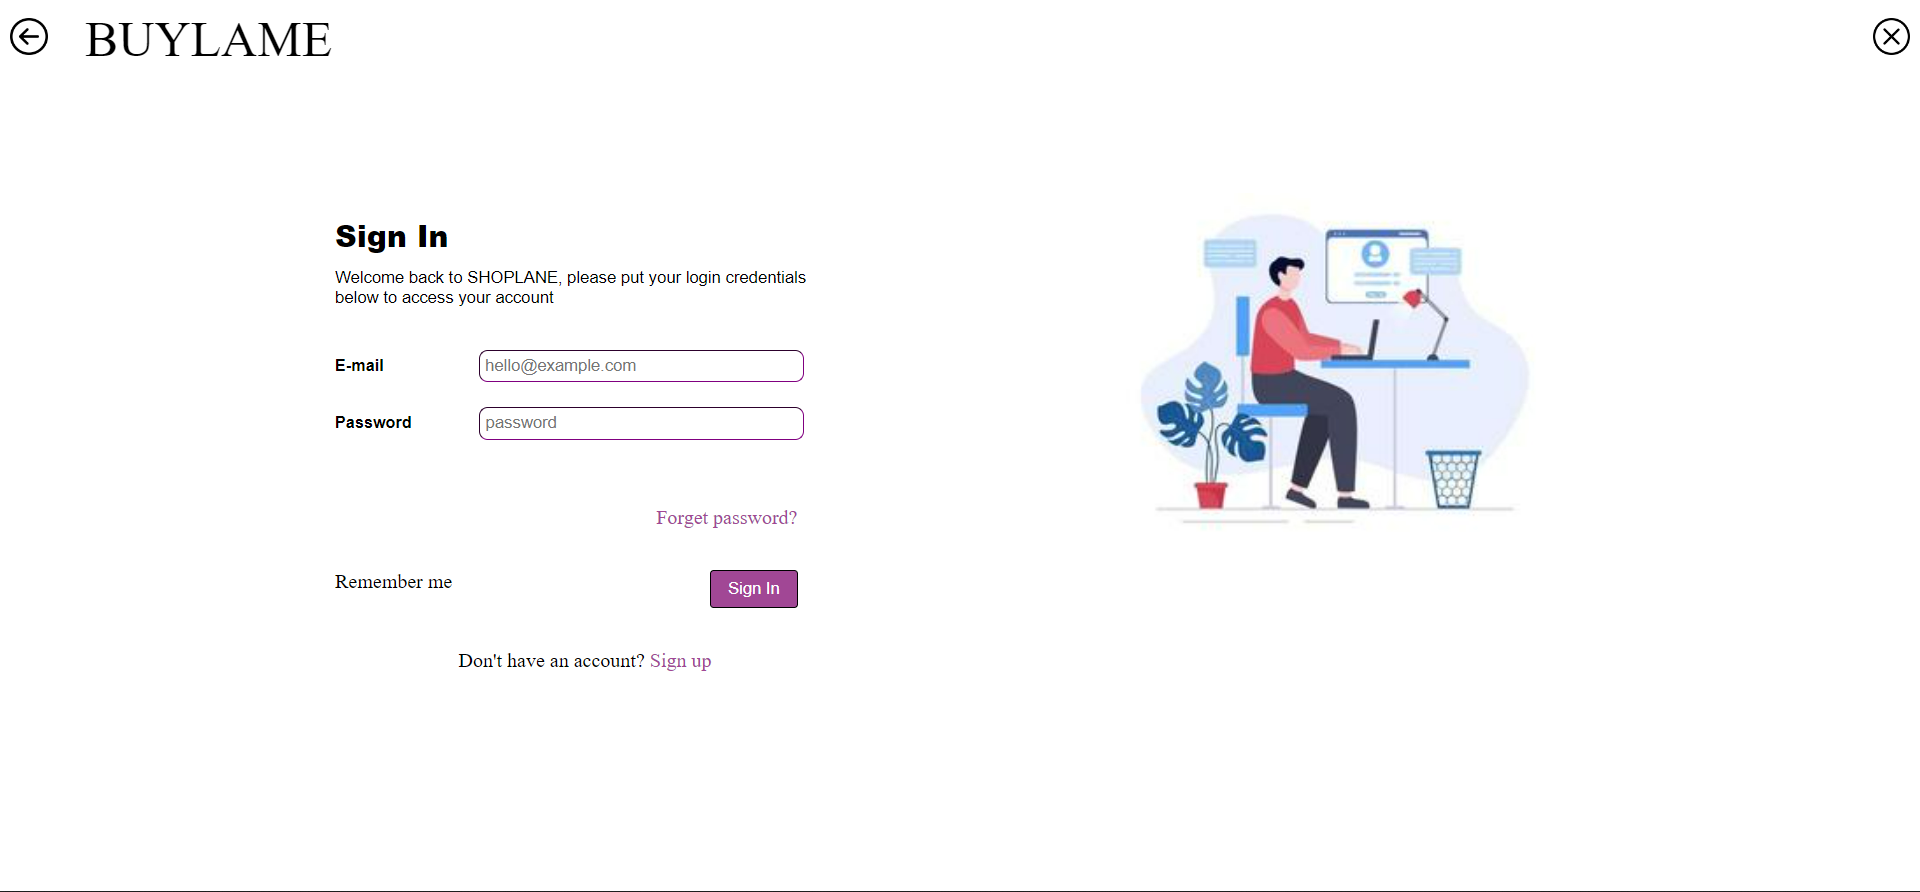 BUYLAME
Sign In
Welcome back to SHOPLANE, please put your login credentials
below to access your account
E-mail
hello@example.com
Password
password
Forget password?
Remember me
Sign In
Don't have an account? Sign up